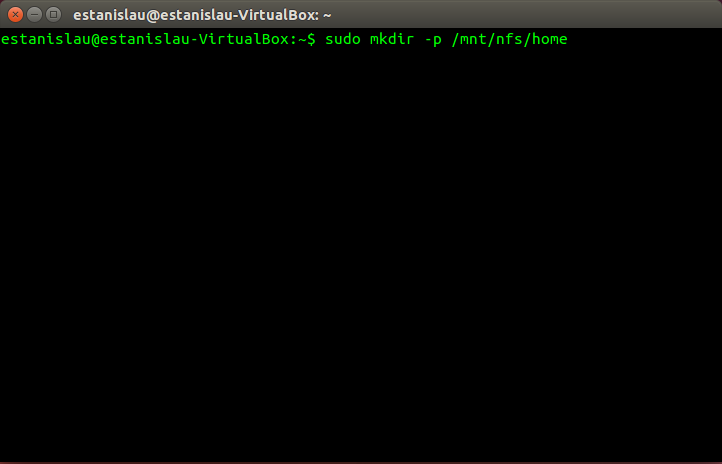 estanislau@estanislau-VirtualBox: ~
estanislau@estanislau-VirtualBox:~$ sudo mkdir -p /mnt/nfs/home